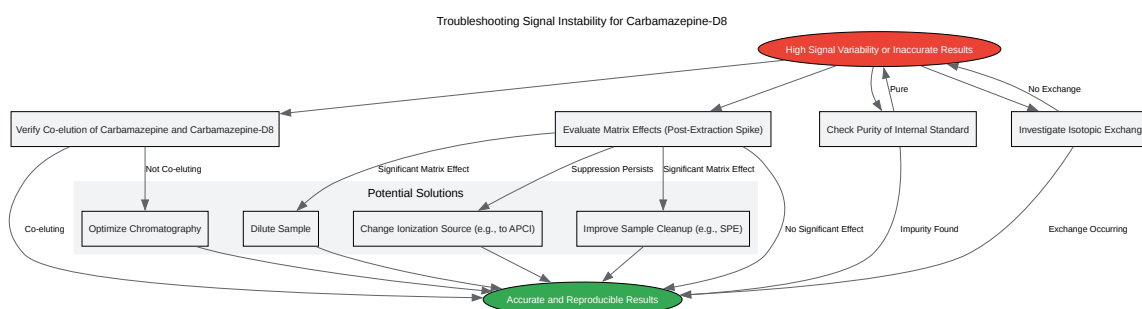 Troubleshooting Signal Instability for Carbamazepine-D8
High Signal Variability or Inaccurate Results
Pure
No Exchange
Verify Co-elution of Carbamazepine and Carbamazepine-D8
Evaluate Matrix Effects (Post-Extraction Spike)
Check Purity of Internal Standard
Investigate Isotopic Exchang
Not Co-eluting
Significant Matrix Effect
Suppression Persists
Significant Matrix Effect
Potential Solutions
Co-eluting
Optimize Chromatography
Dilute Sample
Change Ionization Source (e.g., to APCI)
Improve Sample Cleanup (e.g., SPE)
No Significant Effect
Impurity Found
Exchange Occurring
Accurate and Reproducible Results